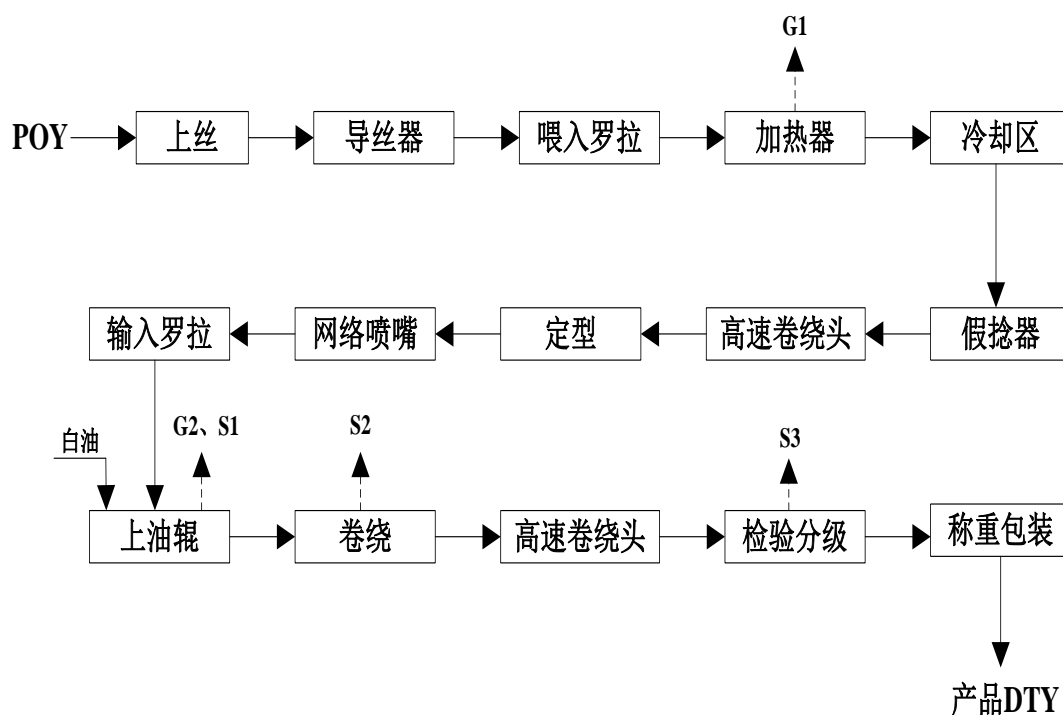 G1
POY
上丝
导丝器
喂入罗拉
加热器
冷却区
输入罗拉
网络喷嘴
定型
高速卷绕头
假捻器
白油
G2、S1
S2
S3
上油辊
卷绕
高速卷绕头
检验分级
称重包装
产品DTY